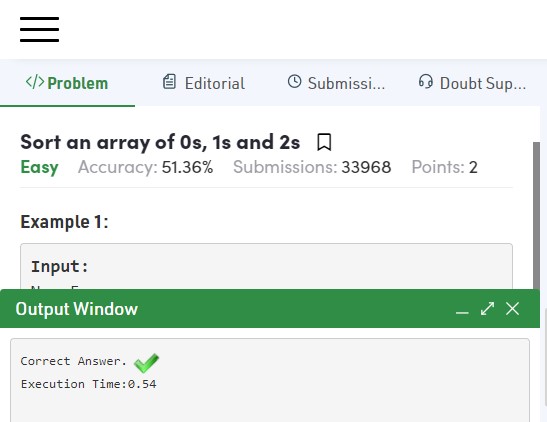 </> Problem Editorial Submissi... Doubt Sup...
Sort an array of 0s, 1s and 2s
Easy Accuracy: 51.36% Submissions: 33968 Points: 2
Example 1:
Input:
Output Window
Correct Answer.
Execution Time:0.54